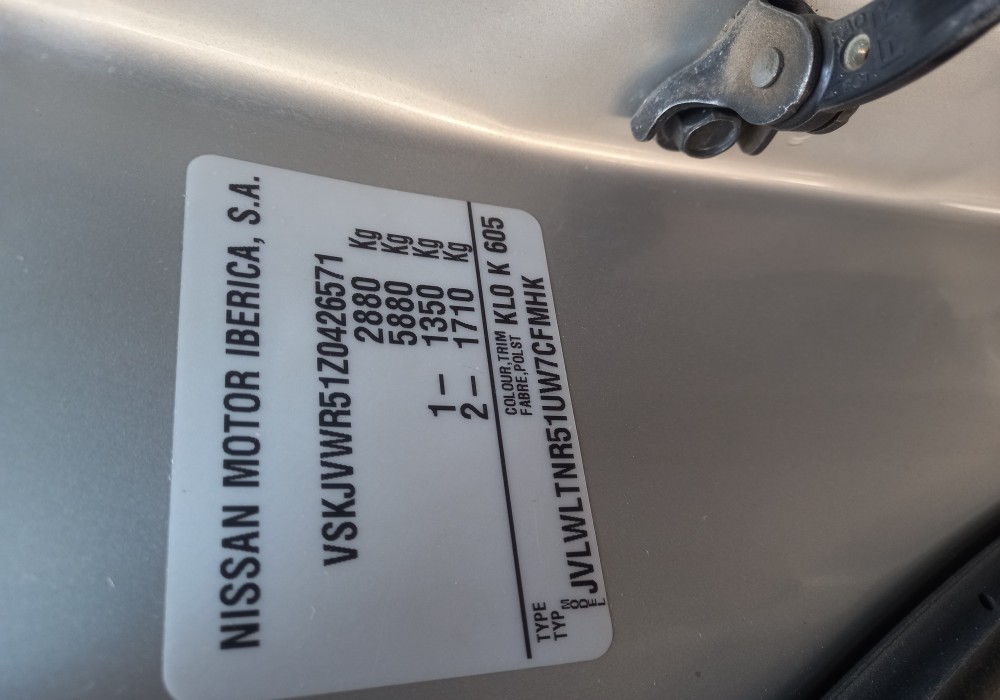 NISSAN MOTOR IBERICA, S.A.
VSKJVWR51Z0426571
2880 Kg
5880 Kg
1 – 1350 Kg
2 – 1710 Kg
COLOUR,TRIM
FABRE,POLST
KL0 K 605
TYPE
TYP
MODEL
JVLWLTNR51UW7CFMHK